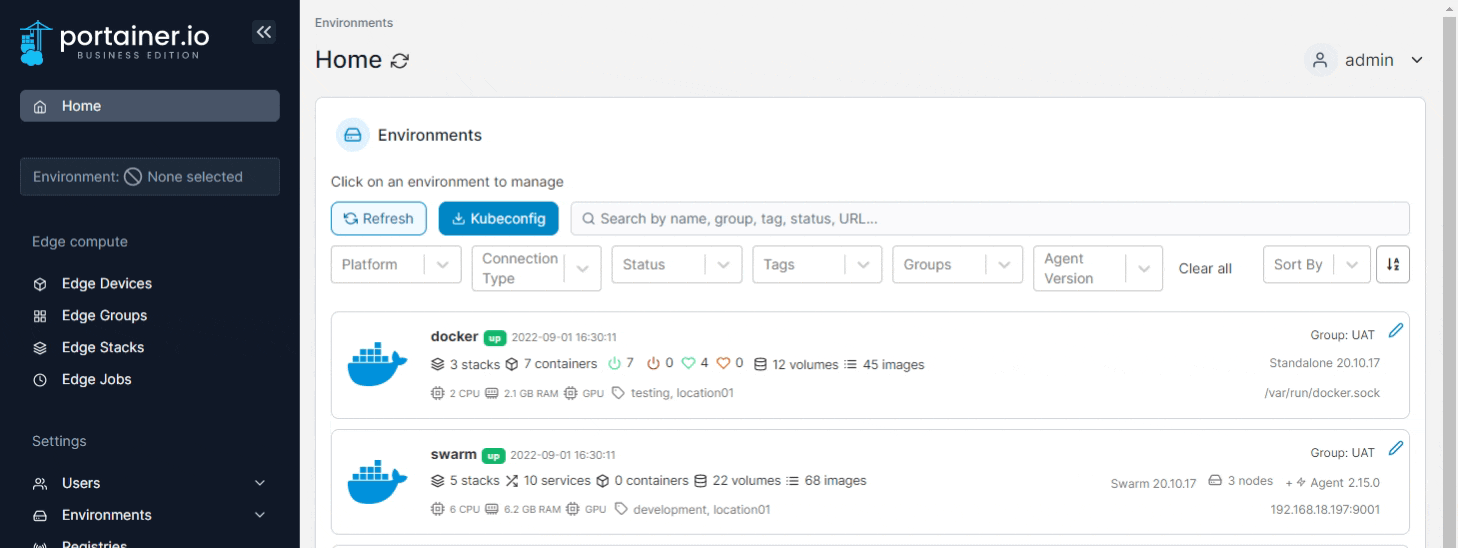 portainer.io
BUSINESS EDITION
Home
Environment: None selected
Edge compute
Edge Devices
Edge Groups
Edge Stacks
Edge Jobs
Settings
Users
Environments
Registries
Environments
Home
admin
Environments
Click on an environment to manage
Refresh
Kubeconfig
Search by name, group, tag, status, URL...
Platform
Connection
Type
Status
Tags
Groups
Agent
Version
Clear all
Sort By
docker up 2022-09-01 16:30:11
Group: UAT
3 stacks 7 containers 7 0 4 0 12 volumes 45 images
Standalone 20.10.17
2 CPU 2.1 GB RAM GPU testing, location01
/var/run/docker.sock
swarm up 2022-09-01 16:30:11
Group: UAT
5 stacks 10 services 0 containers 22 volumes 68 images
Swarm 20.10.17 3 nodes + Agent 2.15.0
6 CPU 6.2 GB RAM GPU development, location01
192.168.18.197:9001